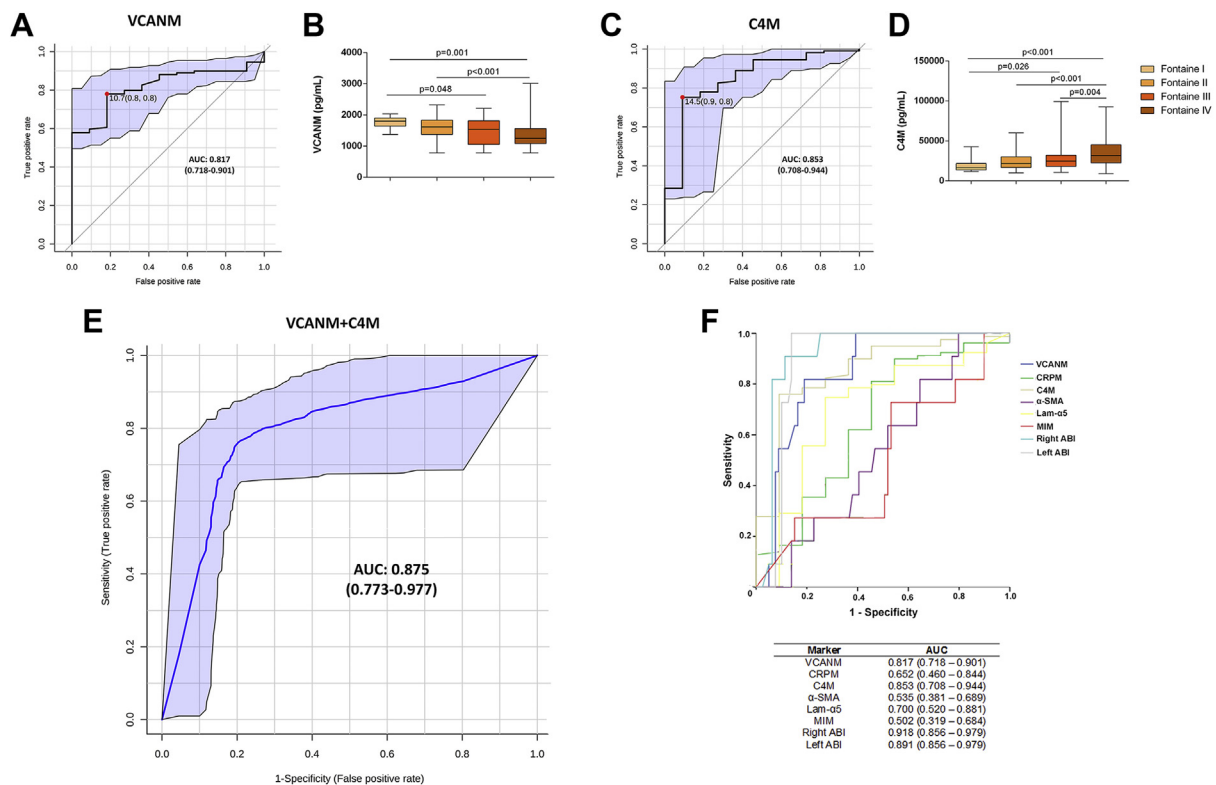 A
VCANM
True positive rate
1.0
0.8
0.6
0.4
0.2
0.0
10.7(0.8, 0.8)
AUC: 0.817
(0.718-0.901)
0.0 0.2 0.4 0.6 0.8 1.0
False positive rate
B
VCANM (pg/mL)
4000
3000
2000
1000
0
p=0.001
p<0.001
p=0.048
C
C4M
True positive rate
1.0
0.8
0.6
0.4
0.2
0.0
14.5(0.9, 0.8)
AUC: 0.853
(0.708-0.944)
0.0 0.2 0.4 0.6 0.8 1.0
False positive rate
D
C4M (pg/mL)
150000
100000
50000
0
p<0.001
p=0.026
p<0.001
p=0.004
Fontaine I
Fontaine II
Fontaine III
Fontaine IV
E
VCANM+C4M
Sensitivity (True positive rate)
1.0
0.8
0.6
0.4
0.2
0.0
AUC: 0.875
(0.773-0.977)
0.0 0.2 0.4 0.6 0.8 1.0
1-Specificity (False positive rate)
F
Sensitivity
1.0
0.8
0.6
0.4
0.2
0 0.2 0.4 0.6 0.8 1.0
1 - Specificity
VCANM
CRPM
C4M
α-SMA
Lam-α5
MIM
Right ABI
Left ABI
Marker AUC
VCANM 0.817 (0.718 – 0.901)
CRPM 0.652 (0.460 – 0.844)
C4M 0.853 (0.708 – 0.944)
α-SMA 0.535 (0.381 – 0.689)
Lam-α5 0.700 (0.520 – 0.881)
MIM 0.502 (0.319 – 0.684)
Right ABI 0.918 (0.856 – 0.979)
Left ABI 0.891 (0.856 – 0.979)